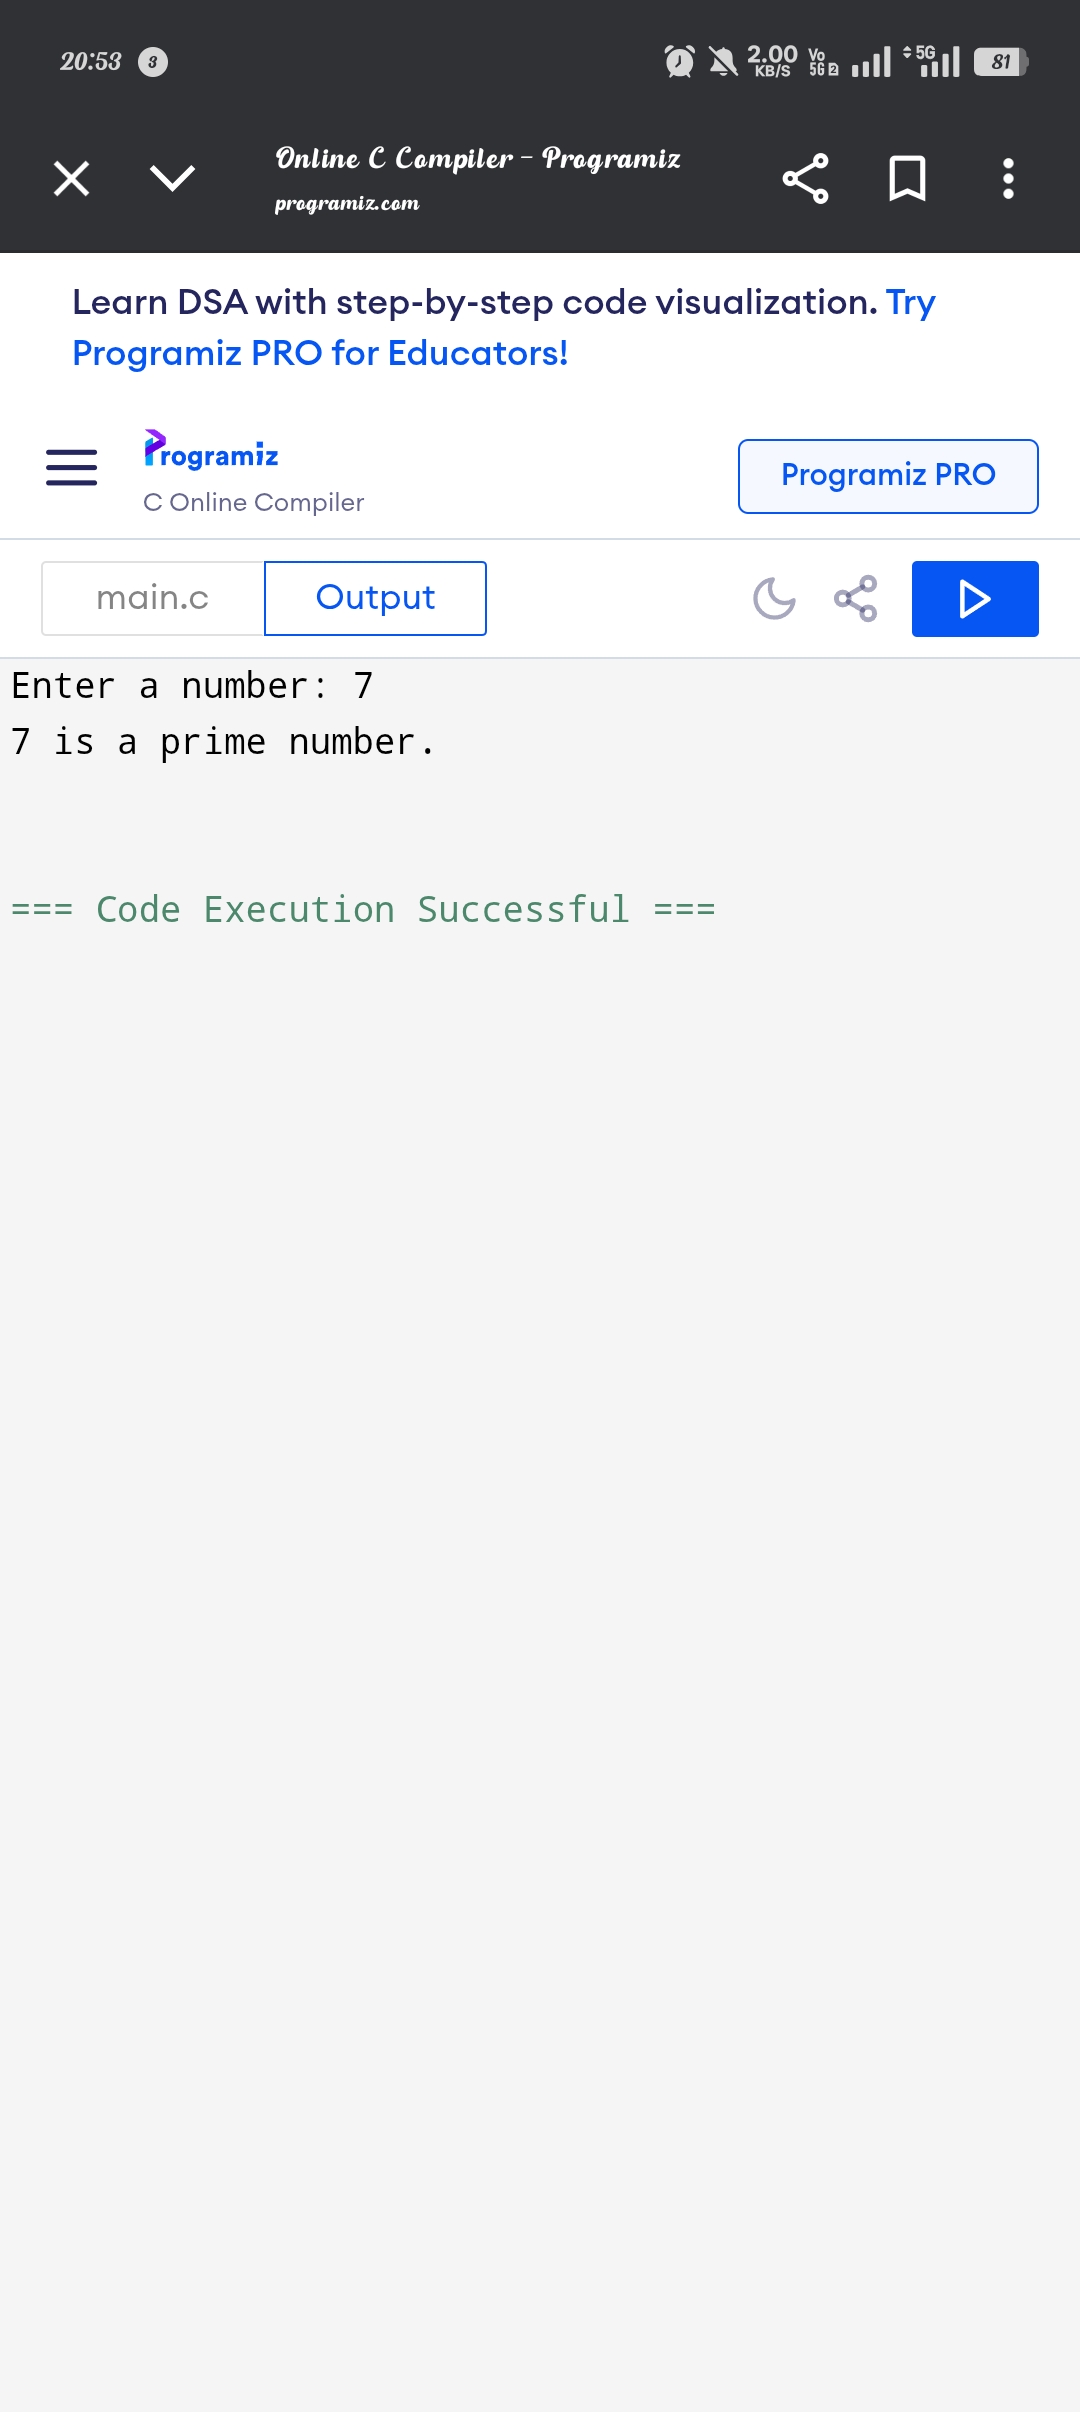 20:53 3 2.00 KB/S Vo 5G 2 5G 81
Online C Compiler - Programiz
programiz.com
Learn DSA with step-by-step code visualization. Try
Programiz PRO for Educators!
Programiz
C Online Compiler
Programiz PRO
main.c Output
Enter a number: 7
7 is a prime number.
=== Code Execution Successful ===